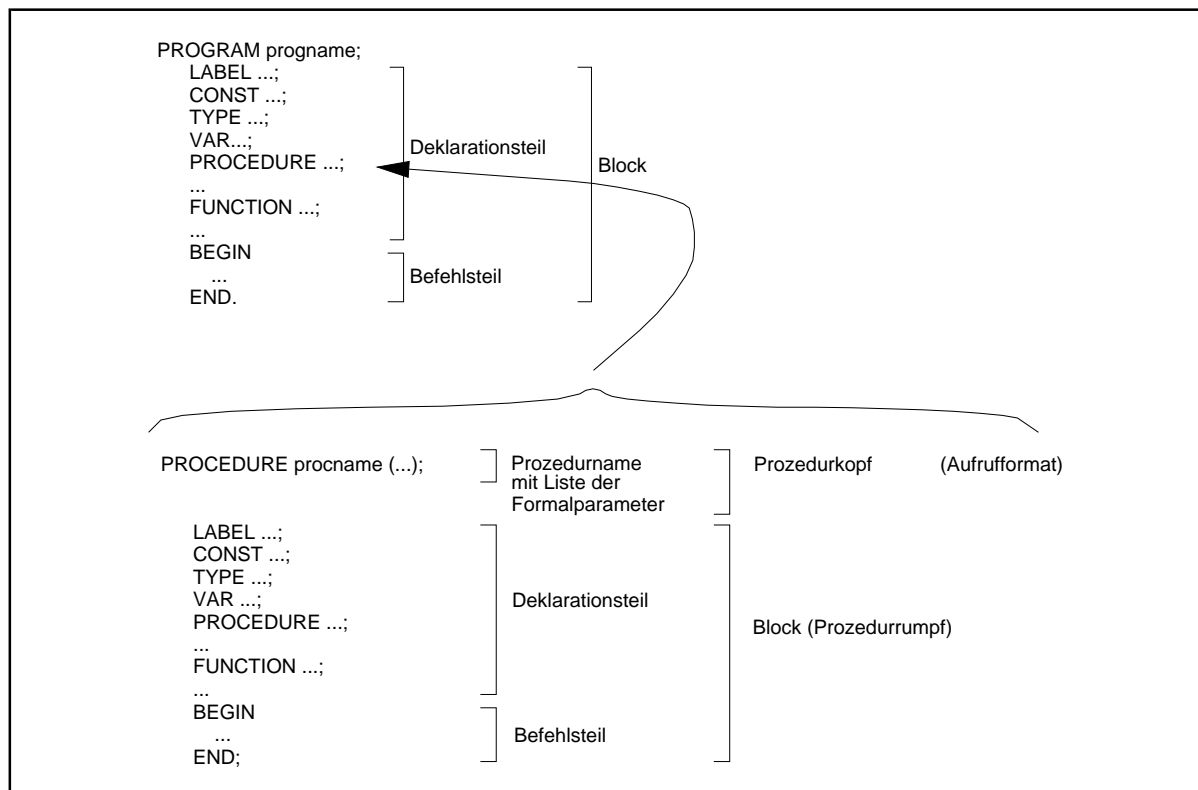 PROGRAM progname;
LABEL ...;
CONST ...;
TYPE ...;
VAR...;
PROCEDURE ...;
...
FUNCTION ...;
...
BEGIN
...
END.
Deklarationsteil
Befehlsteil
Block
PROCEDURE procname (...);
Prozedurname
mit Liste der
Formalparameter
Prozedurkopf (Aufrufformat)
LABEL ...;
CONST ...;
TYPE ...;
VAR ...;
PROCEDURE ...;
...
FUNCTION ...;
...
BEGIN
...
END;
Deklarationsteil
Befehlsteil
Block (Prozedurrumpf)